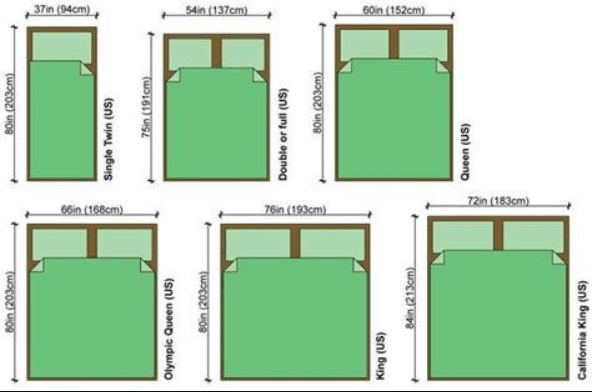 37in (94cm)
80in (203cm)
Single Twin (US)
54in (137cm)
75in (191cm)
Double or full (US)
60in (152cm)
80in (203cm)
Queen (US)
66in (168cm)
80in (203cm)
Olympic Queen (US)
76in (193cm)
80in (203cm)
King (US)
72in (183cm)
84in (213cm)
California King (US)